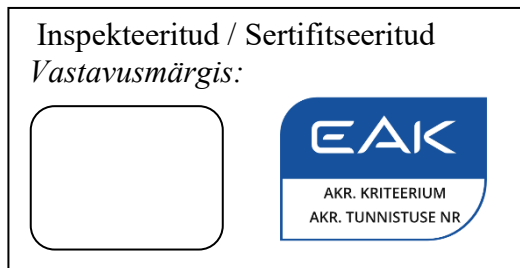 Inspekteeritud / Sertifitseeritud
Vastavusmärgis:
EAK
AKR. KRITEERIUM
AKR. TUNNISTUSE NR